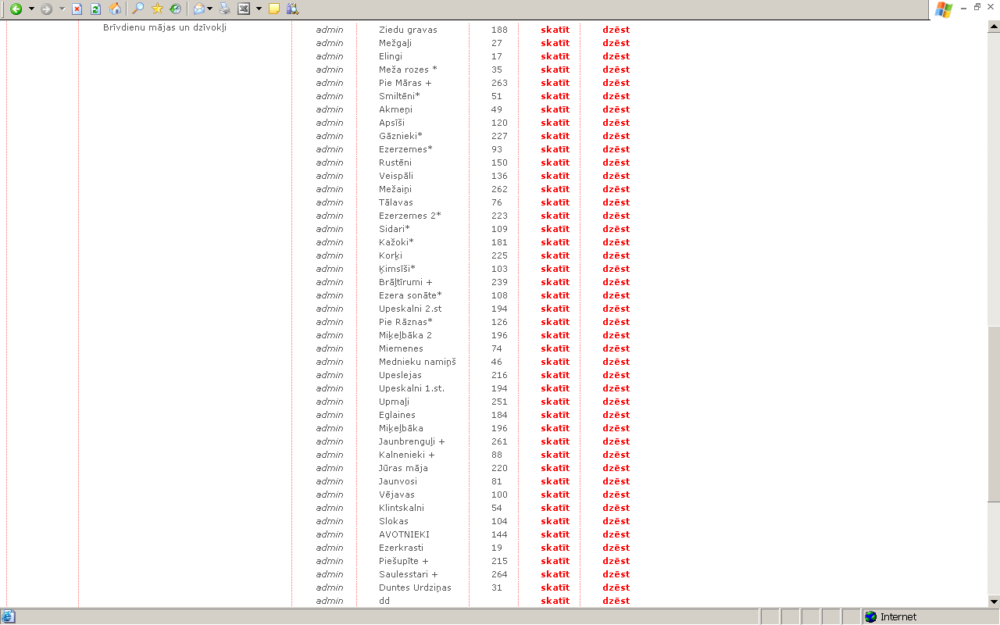 Brīvdienu mājas un dzīvokļi
admin Ziedu gravas 188 skatīt dzēst
admin Mežgaļi 27 skatīt dzēst
admin Elingi 17 skatīt dzēst
admin Meža rozes * 35 skatīt dzēst
admin Pie Māras + 263 skatīt dzēst
admin Smiltēni* 51 skatīt dzēst
admin Akmeņi 49 skatīt dzēst
admin Apsīši 120 skatīt dzēst
admin Gāznieki* 227 skatīt dzēst
admin Ezerzemes* 93 skatīt dzēst
admin Rustēni 150 skatīt dzēst
admin Veispāli 136 skatīt dzēst
admin Mežaiņi 262 skatīt dzēst
admin Tālavas 76 skatīt dzēst
admin Ezerzemes 2* 223 skatīt dzēst
admin Sidari* 109 skatīt dzēst
admin Kažoki* 181 skatīt dzēst
admin Korķi 225 skatīt dzēst
admin Ķimsīši* 103 skatīt dzēst
admin Brāļtīrumi + 239 skatīt dzēst
admin Ezera sonāte* 108 skatīt dzēst
admin Upeskalni 2.st 194 skatīt dzēst
admin Pie Rāznas* 126 skatīt dzēst
admin Miķeļbāka 2 196 skatīt dzēst
admin Miemenes 74 skatīt dzēst
admin Mednieku namiņš 46 skatīt dzēst
admin Upeslejas 216 skatīt dzēst
admin Upeskalni 1.st. 194 skatīt dzēst
admin Upmaļi 251 skatīt dzēst
admin Eglaines 184 skatīt dzēst
admin Miķeļbāka 196 skatīt dzēst
admin Jaunbrenguļi + 261 skatīt dzēst
admin Kalnenieki + 88 skatīt dzēst
admin Jūras māja 220 skatīt dzēst
admin Jaunvosi 81 skatīt dzēst
admin Vējavas 100 skatīt dzēst
admin Klintskalni 54 skatīt dzēst
admin Slokas 104 skatīt dzēst
admin AVOTNIEKI 144 skatīt dzēst
admin Ezerkrasti 19 skatīt dzēst
admin Piešupīte + 215 skatīt dzēst
admin Saulesstari + 264 skatīt dzēst
admin Duntes Urdziņas 31 skatīt dzēst
admin dd skatīt dzēst
Internet